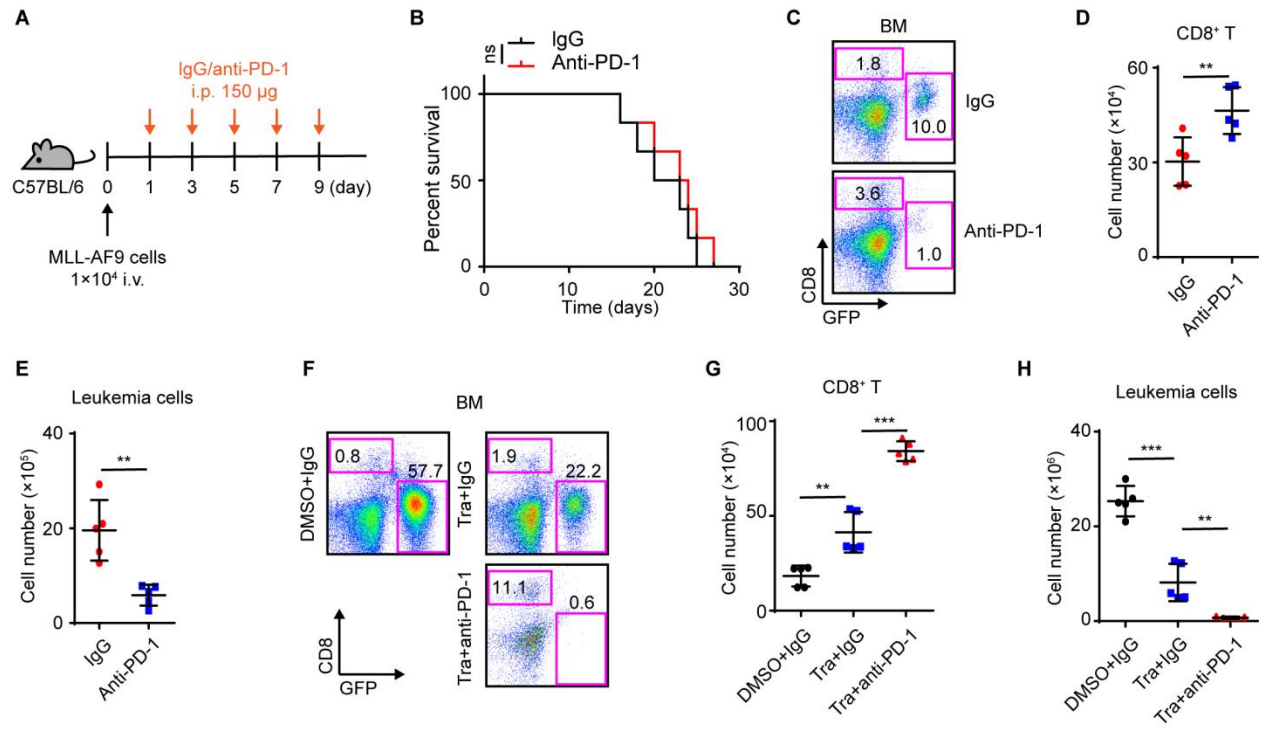 A
IgG/anti-PD-1
i.p. 150 µg
C57BL/6
0 1 3 5 7 9 (day)
MLL-AF9 cells
1×10⁴ i.v.
B
ns
IgG
Anti-PD-1
Percent survival
100
50
0
0 10 20 30
Time (days)
C
BM
1.8
10.0
IgG
3.6
1.0
Anti-PD-1
CD8
GFP
D
CD8⁺ T
**
Cell number (×10⁴)
60
30
0
IgG
Anti-PD-1
E
Leukemia cells
**
Cell number (×10⁵)
40
20
0
IgG
Anti-PD-1
F
BM
DMSO+IgG
0.8
57.7
Tra+IgG
1.9
22.2
Tra+anti-PD-1
11.1
0.6
CD8
GFP
G
CD8⁺ T
***
**
Cell number (×10⁴)
100
50
0
DMSO+IgG
Tra+IgG
Tra+anti-PD-1
H
Leukemia cells
***
**
Cell number (×10⁶)
40
20
0
DMSO+IgG
Tra+IgG
Tra+anti-PD-1